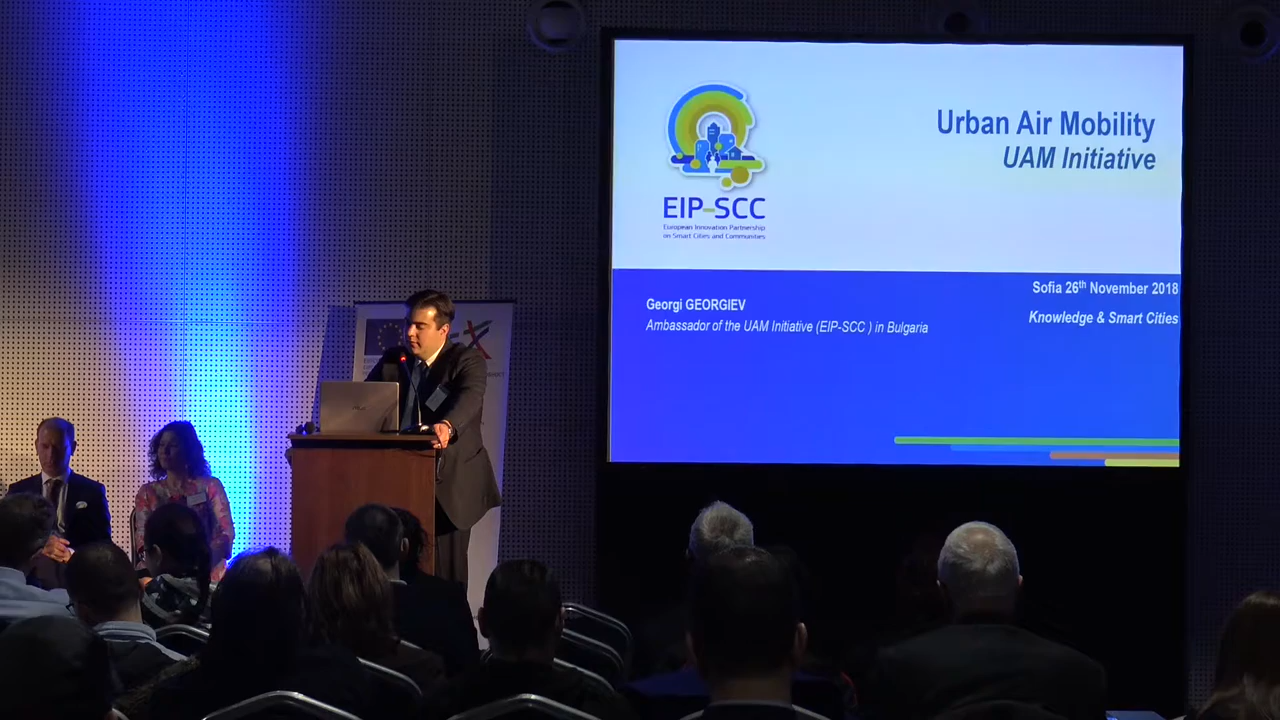 Urban Air Mobility
UAM Initiative
EIP-SCC
European Innovation Partnership
on Smart Cities and Communities
Sofia 26th November 2018
Georgi GEORGIEV
Knowledge & Smart Cities
Ambassador of the UAM Initiative (EIP-SCC ) in Bulgaria